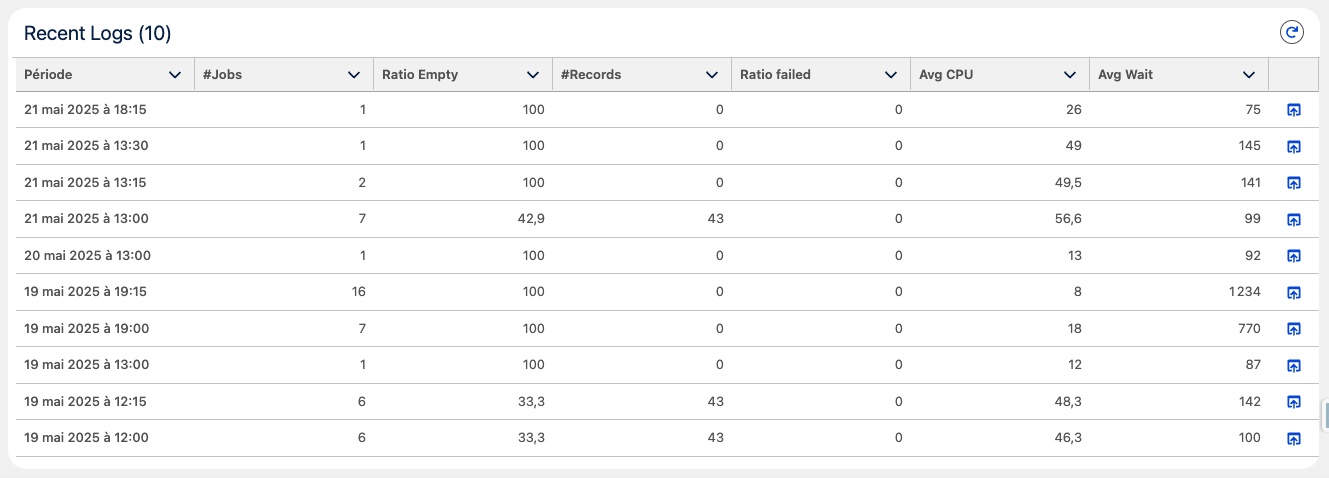 Recent Logs (10)
Période #Jobs Ratio Empty #Records Ratio failed Avg CPU Avg Wait
21 mai 2025 à 18:15 1 100 0 0 26 75
21 mai 2025 à 13:30 1 100 0 0 49 145
21 mai 2025 à 13:15 2 100 0 0 49,5 141
21 mai 2025 à 13:00 7 42,9 43 0 56,6 99
20 mai 2025 à 13:00 1 100 0 0 13 92
19 mai 2025 à 19:15 16 100 0 0 8 1 234
19 mai 2025 à 19:00 7 100 0 0 18 770
19 mai 2025 à 13:00 1 100 0 0 12 87
19 mai 2025 à 12:15 6 33,3 43 0 48,3 142
19 mai 2025 à 12:00 6 33,3 43 0 46,3 100